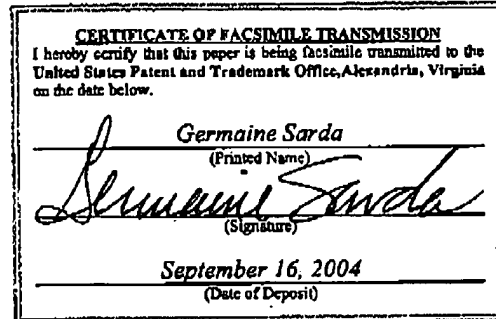 CERTIFICATE OF FACSIMILE TRANSMISSION
I hereby certify that this paper is being facsimile transmitted to the
United States Patent and Trademark Office, Alexandria, Virginia
on the date below.
Germaine Sarda
(Printed Name)
Germaine Sarda
(Signature)
September 16, 2004
(Date of Deposit)